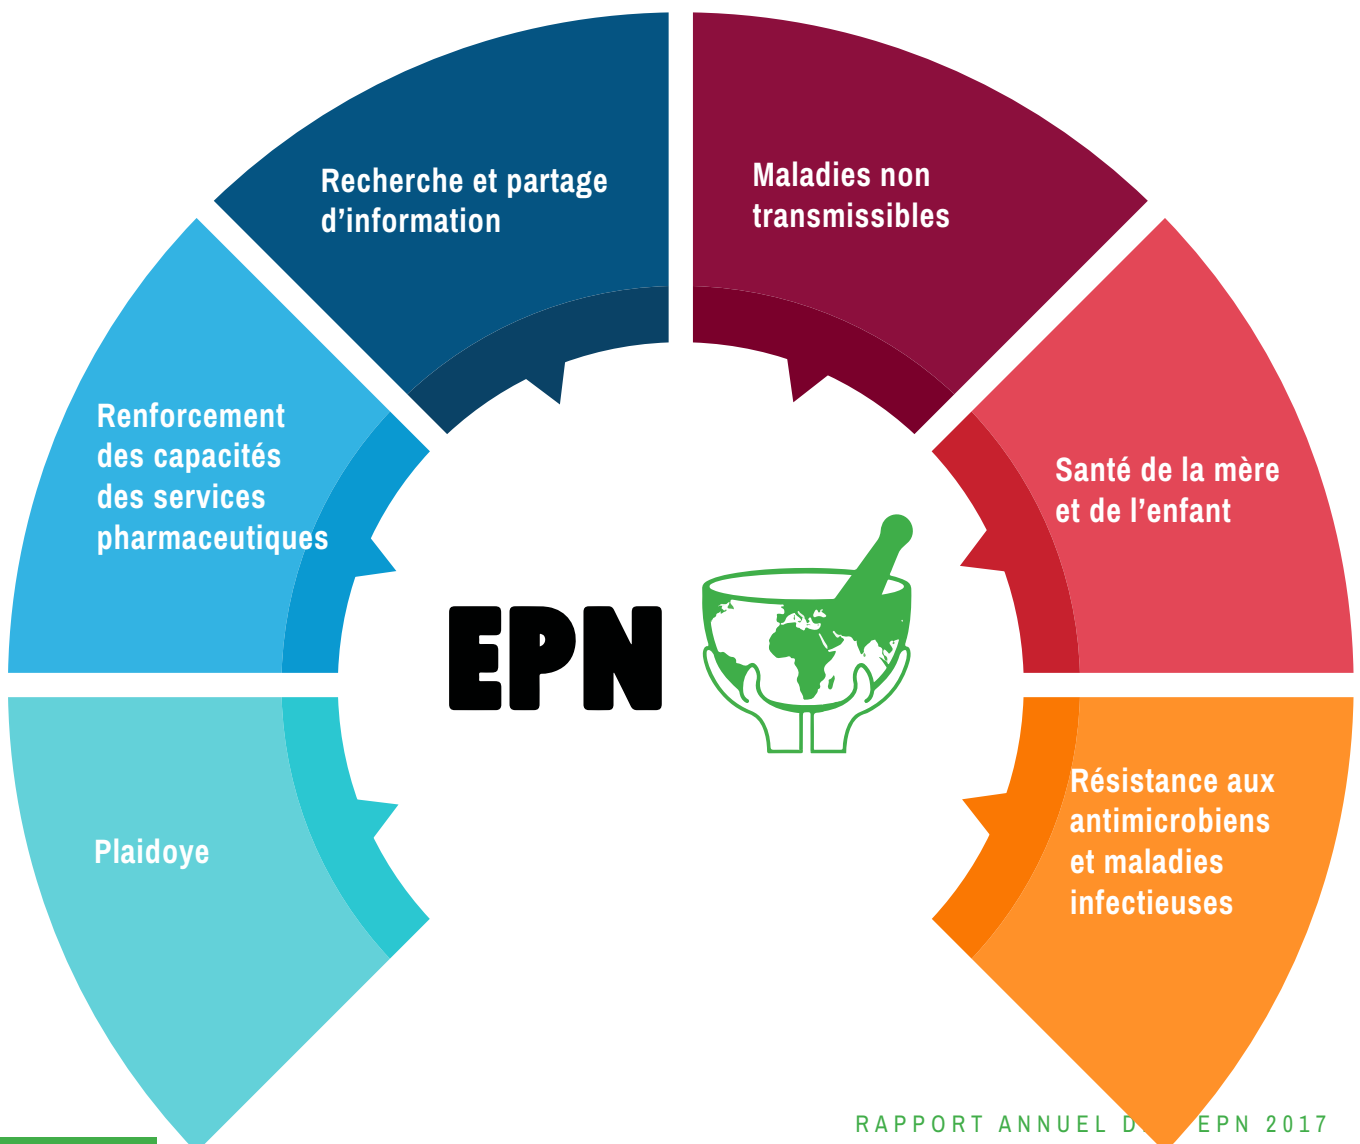 Recherche et partage
d’information
Maladies non
transmissibles
Renforcement
des capacités
des services
pharmaceutiques
Santé de la mère
et de l’enfant
EPN
Plaidoye
Résistance aux
antimicrobiens
et maladies
infectieuses
RAPPORT ANNUEL EPN 2017